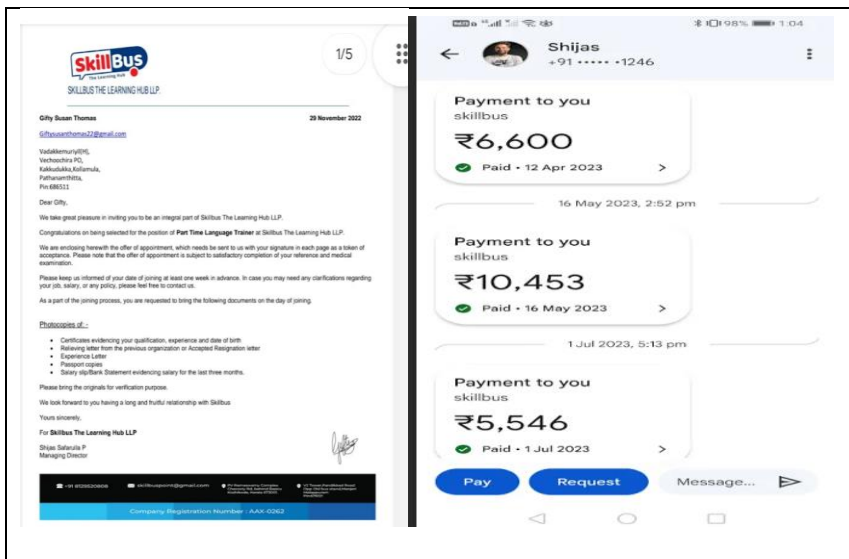 SkillBus
The Learning Hub
SKILLBUS THE LEARNING HUB LLP
1/5
Gifty Susan Thomas 29 November 2022
Giftysusanthomas22@gmail.com
Vadakkemuriyil(H),
Vechoochira PO,
Kakkudukka,Kollamula,
Pathanamthitta,
Pin:686511
Dear Gifty,
We take great pleasure in inviting you to be an integral part of Skillbus The Learning Hub LLP.
Congratulations on being selected for the position of Part Time Language Trainer at Skillbus The Learning Hub LLP.
We are enclosing herewith the offer of appointment, which needs be sent to us with your signature in each page as a token of
acceptance. Please note that the offer of appointment is subject to satisfactory completion of your reference and medical
examination.
Please keep us informed of your date of joining at least one week in advance. In case you may need any clarifications regarding
your job, salary, or any policy, please feel free to contact us.
As a part of the joining process, you are requested to bring the following documents on the day of joining.
Photocopies of: -
• Certificates evidencing your qualification, experience and date of birth
• Relieving letter from the previous organization or Accepted Resignation letter
• Experience Letter
• Passport copies
• Salary slip/Bank Statement evidencing salary for the last three months.
Please bring the originals for verification purpose.
We look forward to you having a long and fruitful relationship with Skillbus
Yours sincerely,
For Skillbus The Learning Hub LLP
Shijas Safarulla P
Managing Director
skillbuspoint@gmail.com
Company Registration Number : AAX-0262
98% 1:04
Shijas
+91 ••••• •1246
Payment to you
skillbus
₹6,600
Paid • 12 Apr 2023
16 May 2023, 2:52 pm
Payment to you
skillbus
₹10,453
Paid • 16 May 2023
1 Jul 2023, 5:13 pm
Payment to you
skillbus
₹5,546
Paid • 1 Jul 2023
Pay Request Message...